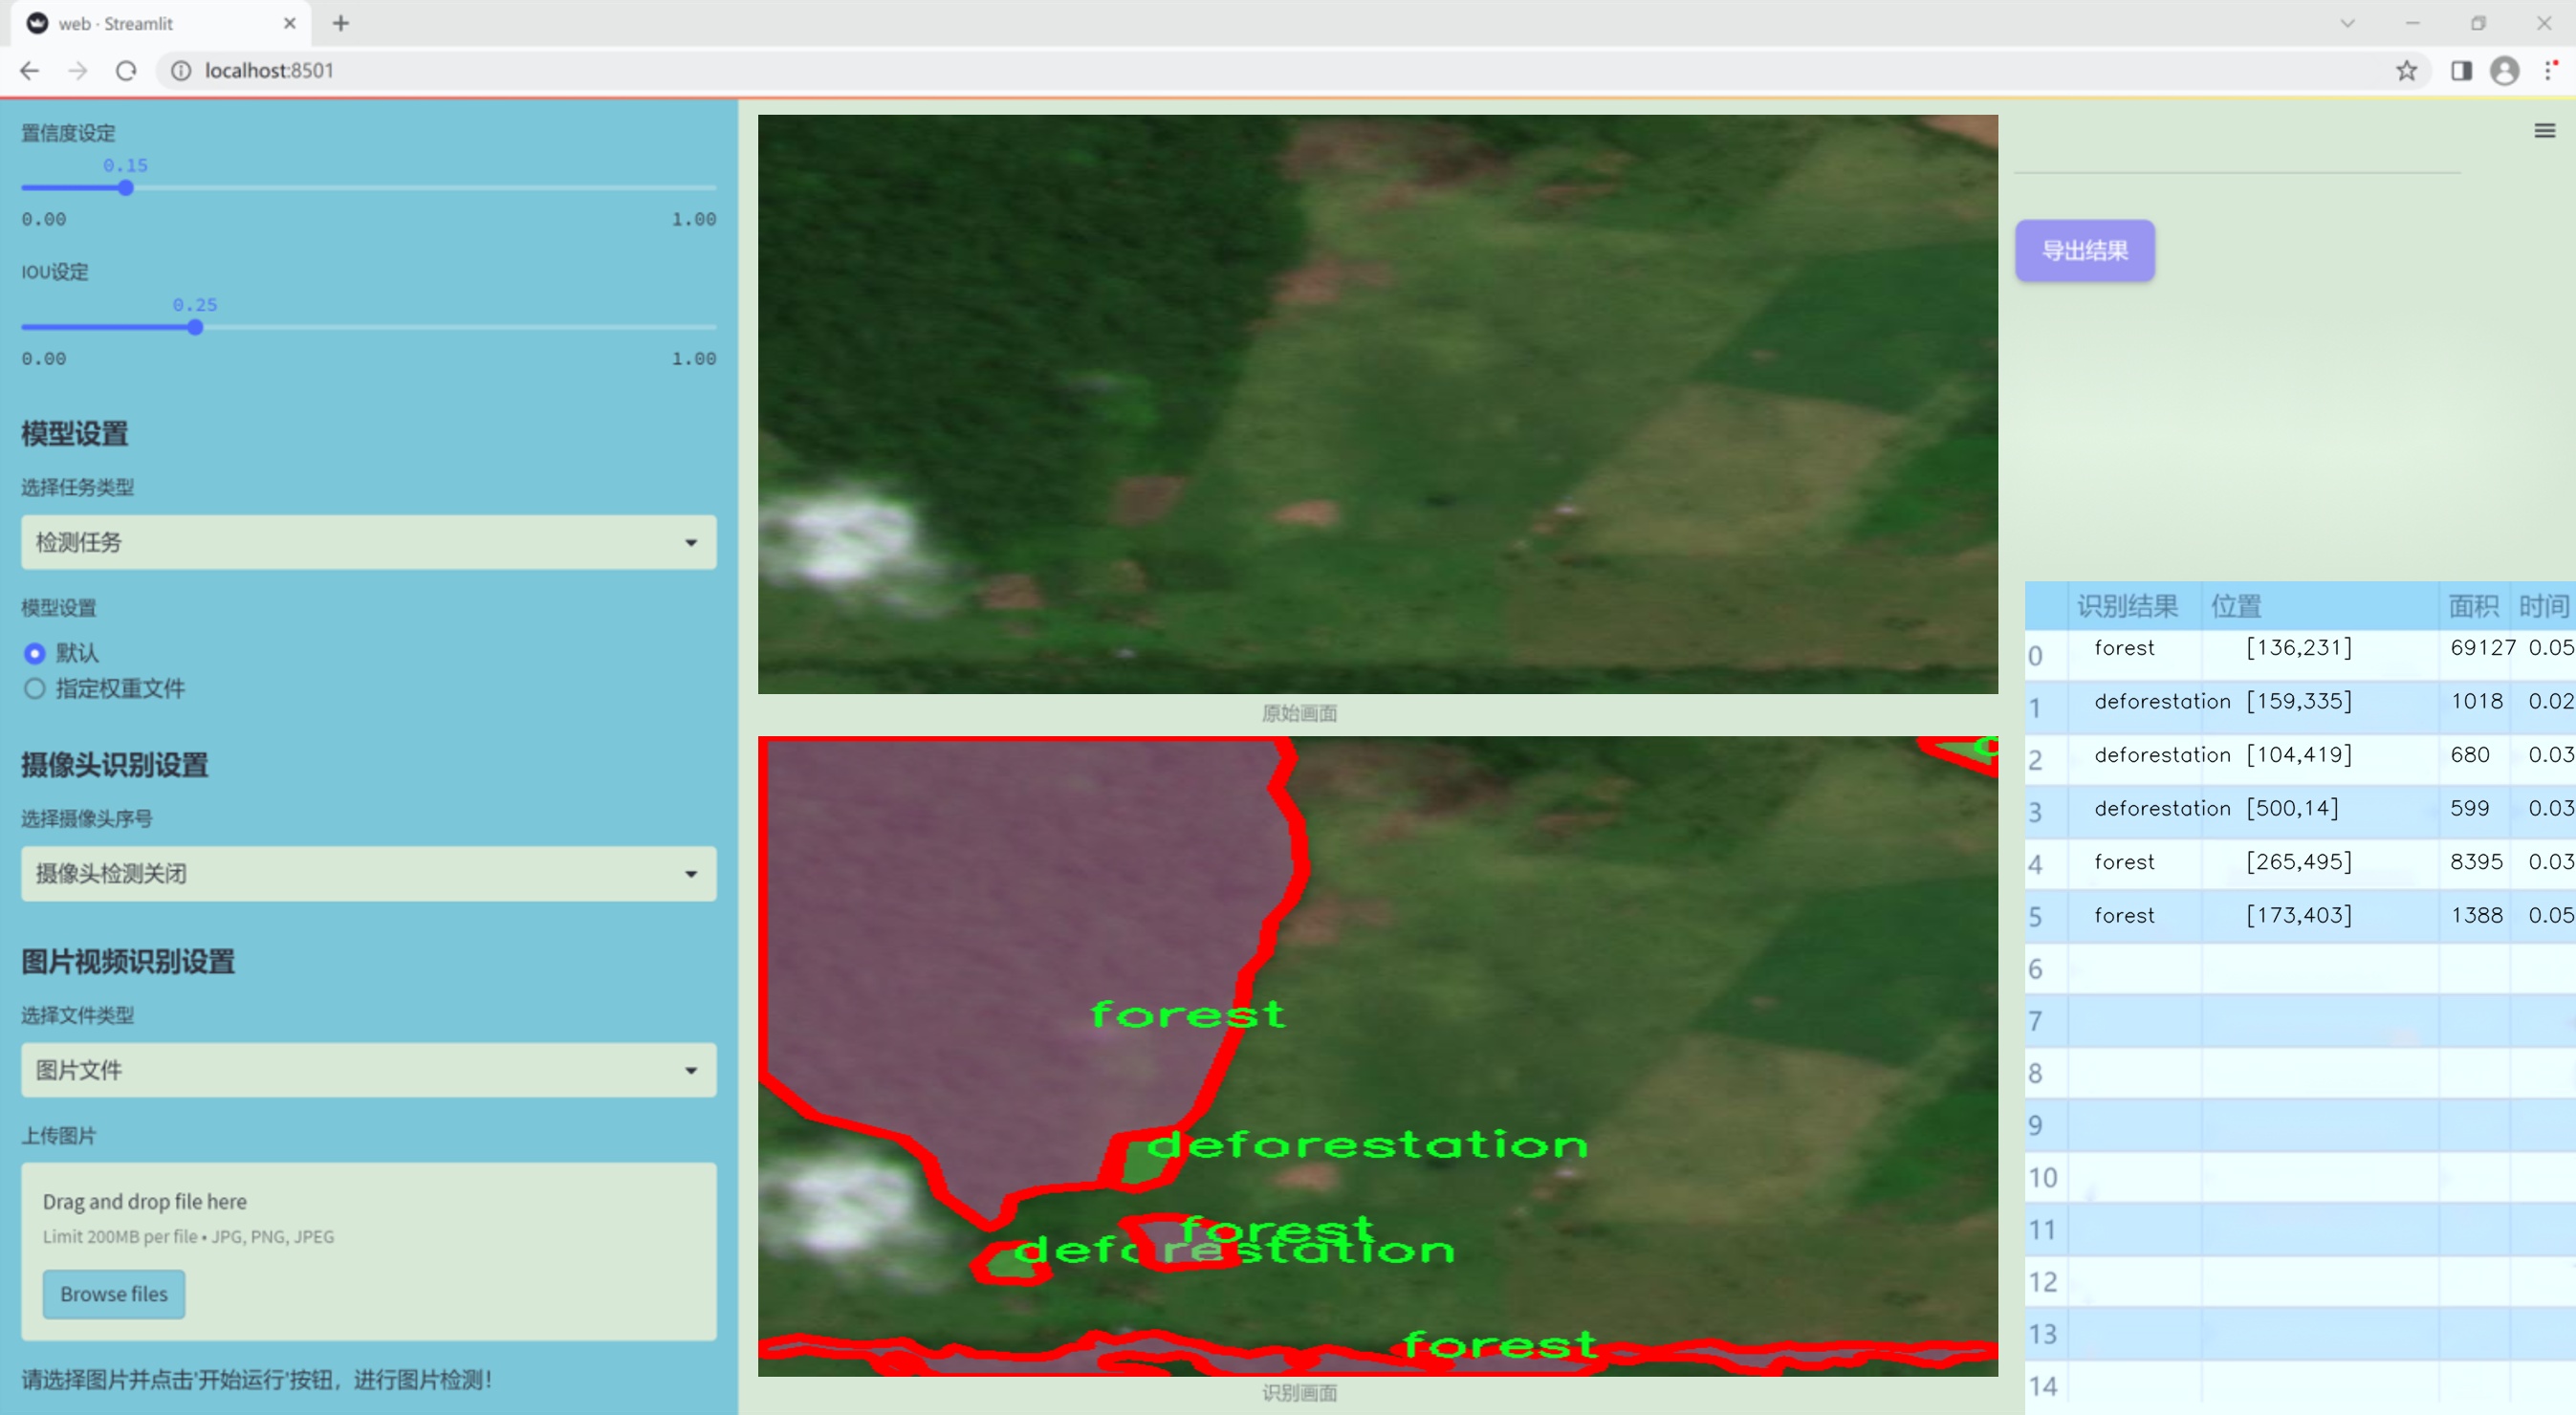 web · Streamlit
localhost:8501
置信度设定
0.15
0.00 1.00
IOU设定
0.25
0.00 1.00
模型设置
选择任务类型
检测任务
模型设置
默认
指定权重文件
摄像头识别设置
选择摄像头序号
摄像头检测关闭
图片视频识别设置
选择文件类型
图片文件
上传图片
Drag and drop file here
Limit 200MB per file • JPG, PNG, JPEG
Browse files
请选择图片并点击'开始运行'按钮，进行图片检测！
原始画面
forest
deforestation
forest
deforestation
forest
识别画面
导出结果
识别结果 位置 面积 时间
0 forest [136,231] 69127 0.05
1 deforestation [159,335] 1018 0.02
2 deforestation [104,419] 680 0.03
3 deforestation [500,14] 599 0.03
4 forest [265,495] 8395 0.03
5 forest [173,403] 1388 0.05
6
7
8
9
10
11
12
13
14